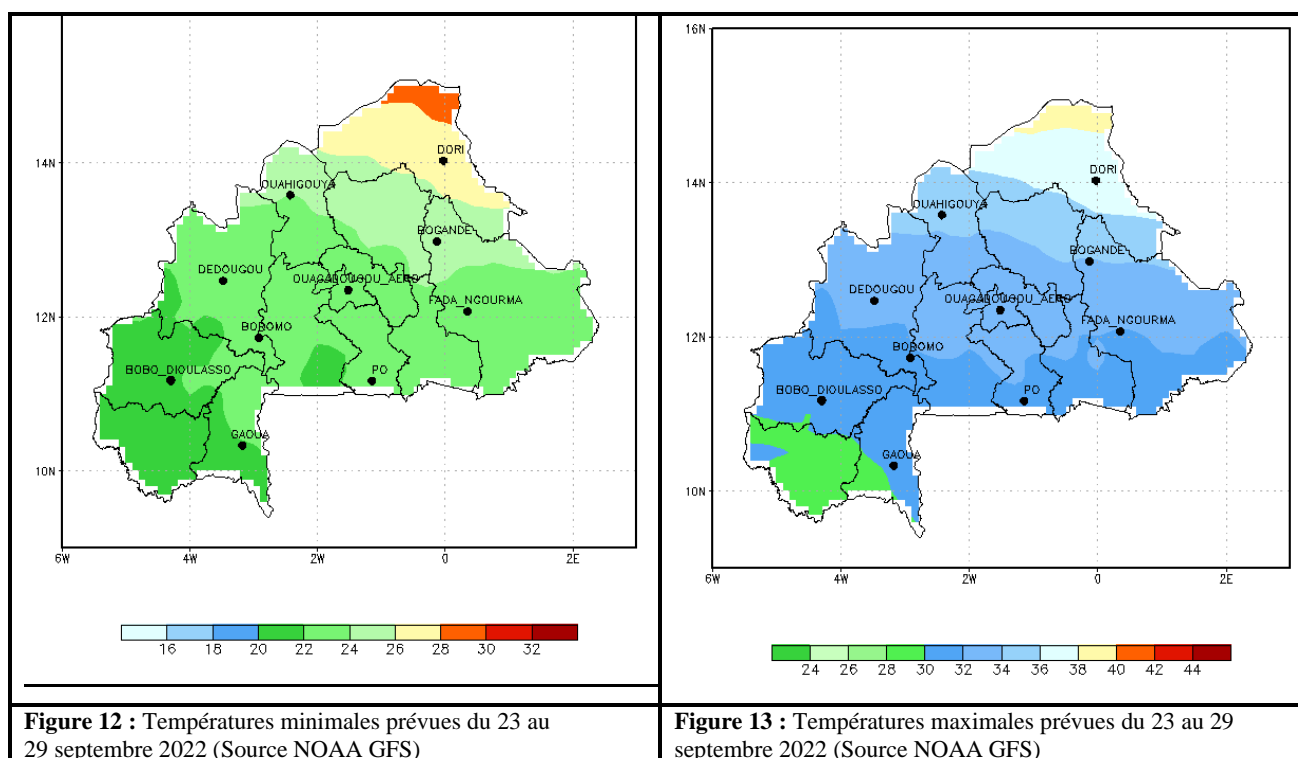 14N
12N
10N
6W
4W
2W
0
2E
DORI
OUAHIGOUYA
BOGANDE
DEDOUGOU
OUAGADOUGOU_AERO
FADA_NGOURMA
BOROMO
BOBO_DIOULASSO
PO
GAOUA
16 18 20 22 24 26 28 30 32
Figure 12 : Températures minimales prévues du 23 au
29 septembre 2022 (Source NOAA GFS)
16N
14N
12N
10N
6W
4W
2W
0
2E
DORI
OUAHIGOUYA
BOGANDE
DEDOUGOU
OUAGADOUGOU_AERO
FADA_NGOURMA
BOROMO
BOBO_DIOULASSO
PO
GAOUA
24 26 28 30 32 34 36 38 40 42 44
Figure 13 : Températures maximales prévues du 23 au 29
septembre 2022 (Source NOAA GFS)